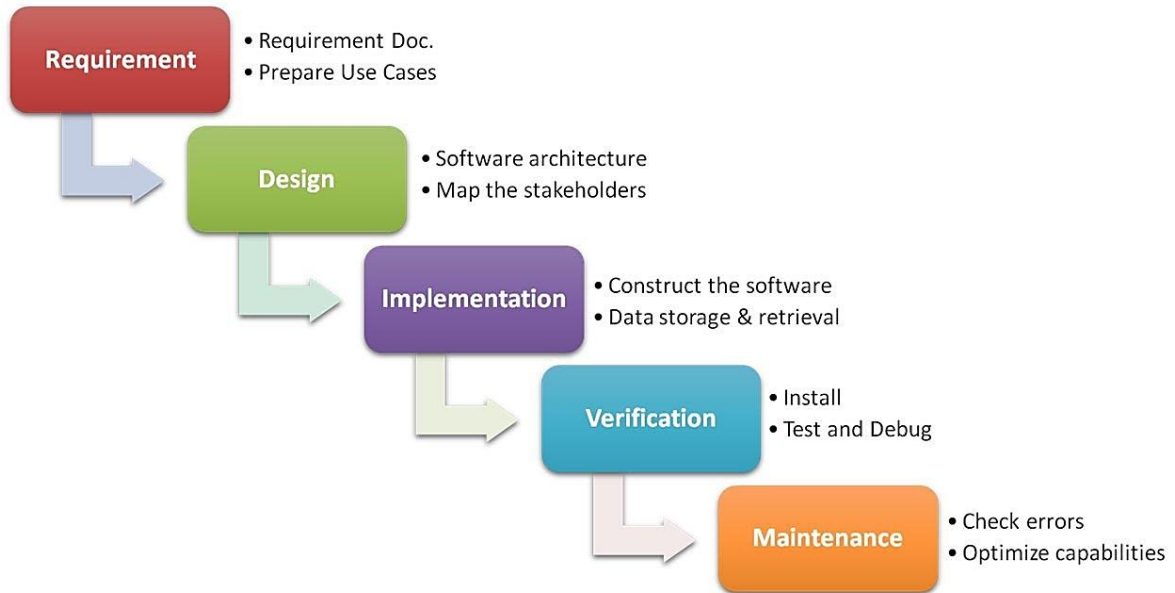 Requirement
• Requirement Doc.
• Prepare Use Cases
Design
• Software architecture
• Map the stakeholders
Implementation
• Construct the software
• Data storage & retrieval
Verification
• Install
• Test and Debug
Maintenance
• Check errors
• Optimize capabilities